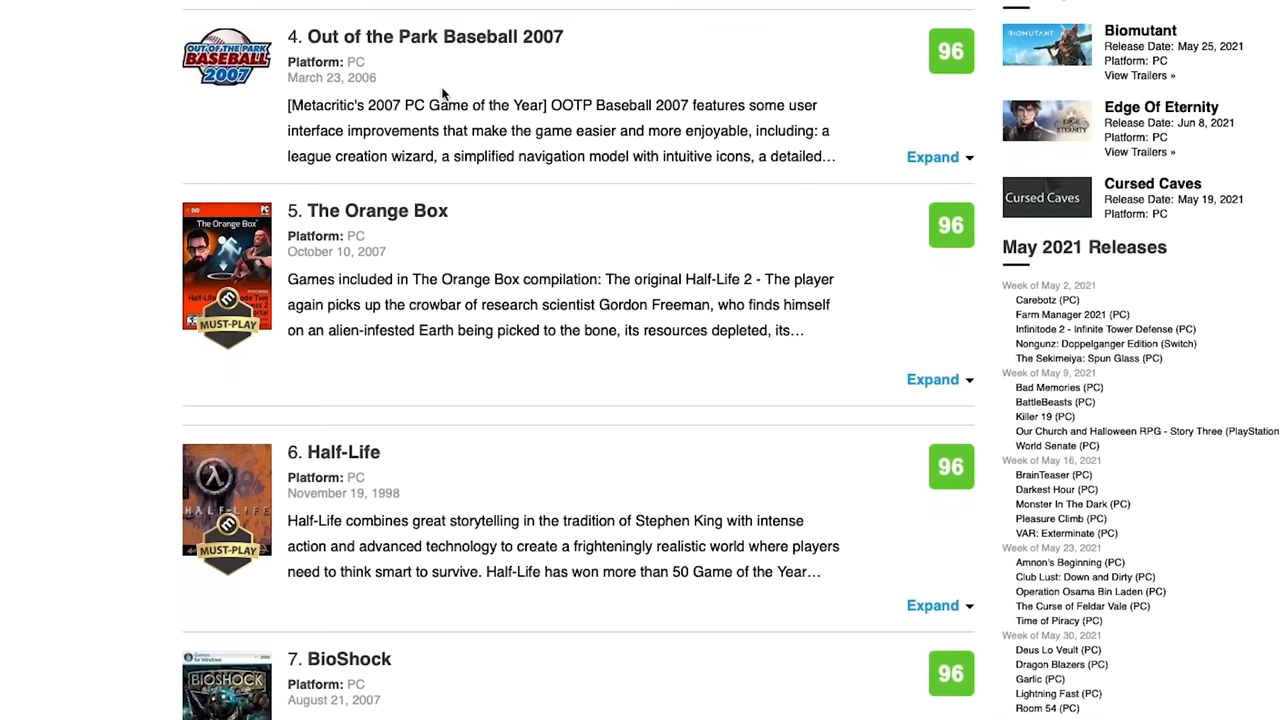 4. Out of the Park Baseball 2007
96
Platform: PC
March 23, 2006
[Metacritic's 2007 PC Game of the Year] OOTP Baseball 2007 features some user
interface improvements that make the game easier and more enjoyable, including: a
league creation wizard, a simplified navigation model with intuitive icons, a detailed…
Expand
OUT OF THE PARK
BASEBALL
2007
5. The Orange Box
96
Platform: PC
October 10, 2007
Games included in The Orange Box compilation: The original Half-Life 2 - The player
again picks up the crowbar of research scientist Gordon Freeman, who finds himself
on an alien-infested Earth being picked to the bone, its resources depleted, its…
Expand
PC
The Orange Box
MUST-PLAY
6. Half-Life
96
Platform: PC
November 19, 1998
Half-Life combines great storytelling in the tradition of Stephen King with intense
action and advanced technology to create a frighteningly realistic world where players
need to think smart to survive. Half-Life has won more than 50 Game of the Year…
Expand
HALF-LIFE
MUST-PLAY
7. BioShock
96
Platform: PC
August 21, 2007
BIOSHOCK
BIOMUTANT
Biomutant
Release Date: May 25, 2021
Platform: PC
View Trailers »
Edge Of Eternity
Release Date: Jun 8, 2021
Platform: PC
View Trailers »
Cursed Caves
Cursed Caves
Release Date: May 19, 2021
Platform: PC
May 2021 Releases
Week of May 2, 2021
Carebotz (PC)
Farm Manager 2021 (PC)
Infinitode 2 - Infinite Tower Defense (PC)
Nongunz: Doppelganger Edition (Switch)
The Sekimeiya: Spun Glass (PC)
Week of May 9, 2021
Bad Memories (PC)
BattleBeasts (PC)
Killer 19 (PC)
Our Church and Halloween RPG - Story Three (PlayStation
World Senate (PC)
Week of May 16, 2021
BrainTeaser (PC)
Darkest Hour (PC)
Monster In The Dark (PC)
Pleasure Climb (PC)
VAR: Exterminate (PC)
Week of May 23, 2021
Amnon's Beginning (PC)
Club Lust: Down and Dirty (PC)
Operation Osama Bin Laden (PC)
The Curse of Feldar Vale (PC)
Time of Piracy (PC)
Week of May 30, 2021
Deus Lo Veult (PC)
Dragon Blazers (PC)
Garlic (PC)
Lightning Fast (PC)
Room 54 (PC)